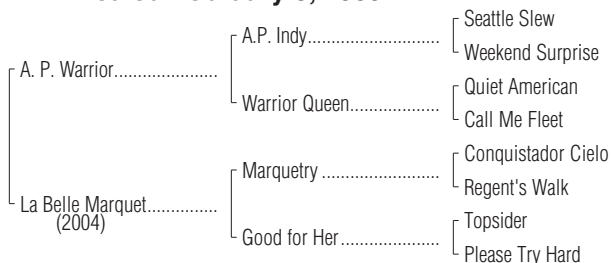 Seattle Slew
A.P. Indy
Weekend Surprise
A. P. Warrior
Quiet American
Warrior Queen
Call Me Fleet
Conquistador Cielo
Marquetry
Regent's Walk
La Belle Marquet
(2004)
Topsider
Good for Her
Please Try Hard